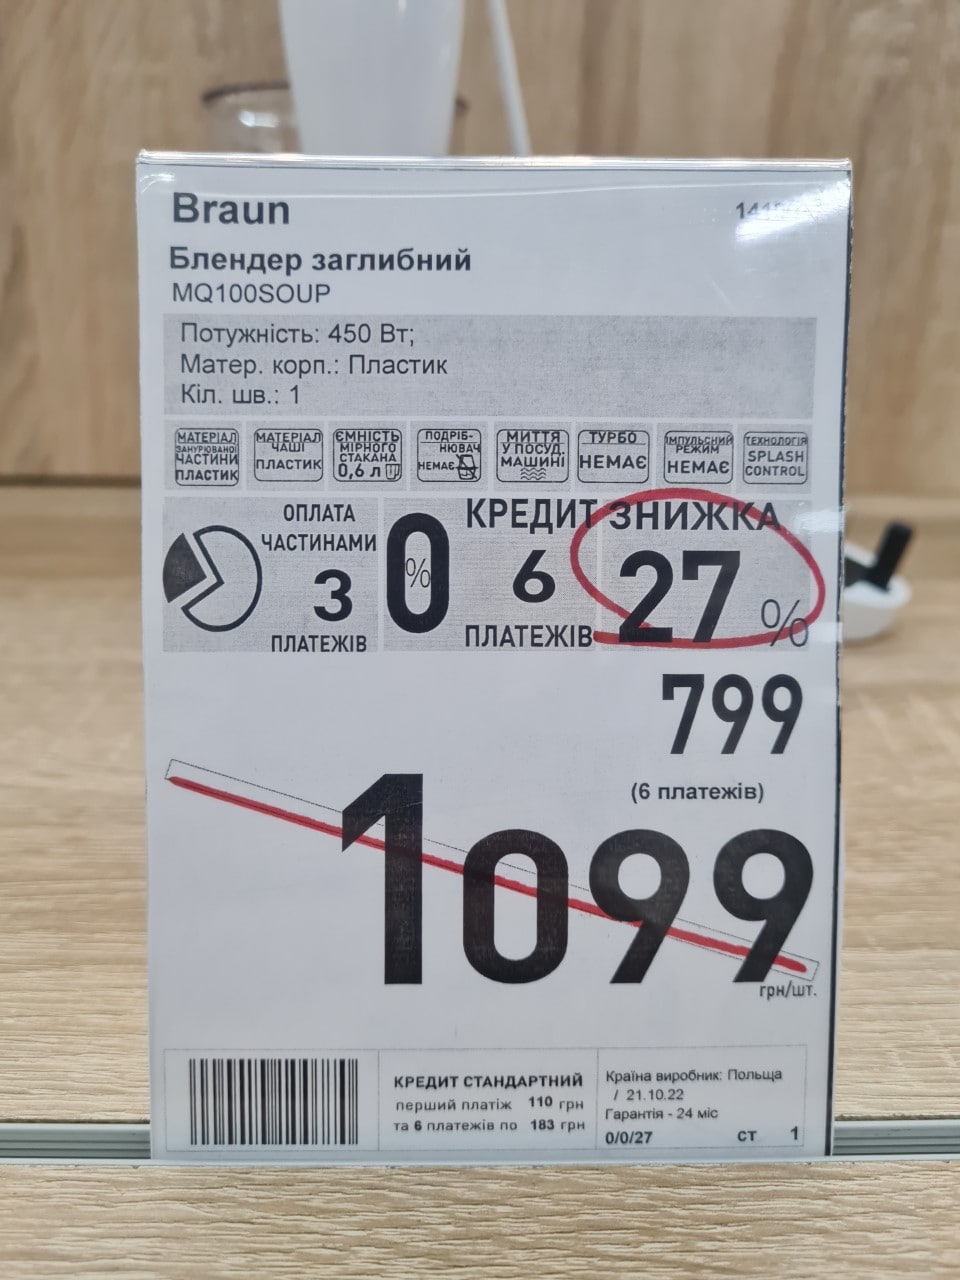 Braun
Блендер заглибний
MQ100SOUP
Потужність: 450 Вт;
Матер. корп.: Пластик
Кіл. шв.: 1
МАТЕРІАЛ
ЗАНУРЮВАНОЇ
ЧАСТИНИ
ПЛАСТИК
МАТЕРІАЛ
ЧАШІ
ПЛАСТИК
ЄМНІСТЬ
МІРНОГО
СТАКАНА
0,6 л
ПОДРІБ-
НЮВАЧ
НЕМАЄ
МИТТЯ
У ПОСУД.
МАШИНІ
ТУРБО
НЕМАЄ
ІМПУЛЬСНИЙ
РЕЖИМ
НЕМАЄ
ТЕХНОЛОГІЯ
SPLASH
CONTROL
ОПЛАТА
ЧАСТИНАМИ
3
ПЛАТЕЖІВ
0%
КРЕДИТ
6
ПЛАТЕЖІВ
ЗНИЖКА
27%
799
(6 платежів)
1099
грн/шт.
КРЕДИТ СТАНДАРТНИЙ
перший платіж 110 грн
та 6 платежів по 183 грн
Країна виробник: Польща
/ 21.10.22
Гарантія - 24 міс
0/0/27 СТ 1